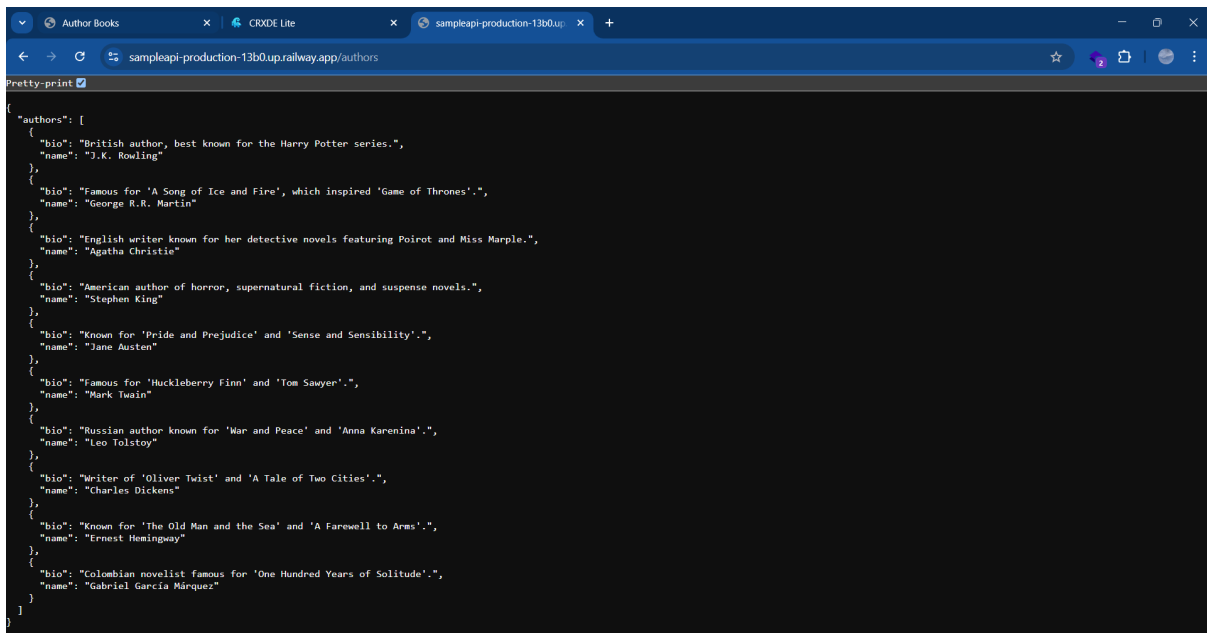 Author Books
CRXDE Lite
sampleapi-production-13b0.up
sampleapi-production-13b0.up.railway.app/authors
2
Pretty-print
{
  "authors": [
    {
      "bio": "British author, best known for the Harry Potter series.",
      "name": "J.K. Rowling"
    },
    {
      "bio": "Famous for 'A Song of Ice and Fire', which inspired 'Game of Thrones'.",
      "name": "George R.R. Martin"
    },
    {
      "bio": "English writer known for her detective novels featuring Poirot and Miss Marple.",
      "name": "Agatha Christie"
    },
    {
      "bio": "American author of horror, supernatural fiction, and suspense novels.",
      "name": "Stephen King"
    },
    {
      "bio": "Known for 'Pride and Prejudice' and 'Sense and Sensibility'.",
      "name": "Jane Austen"
    },
    {
      "bio": "Famous for 'Huckleberry Finn' and 'Tom Sawyer'.",
      "name": "Mark Twain"
    },
    {
      "bio": "Russian author known for 'War and Peace' and 'Anna Karenina'.",
      "name": "Leo Tolstoy"
    },
    {
      "bio": "Writer of 'Oliver Twist' and 'A Tale of Two Cities'.",
      "name": "Charles Dickens"
    },
    {
      "bio": "Known for 'The Old Man and the Sea' and 'A Farewell to Arms'.",
      "name": "Ernest Hemingway"
    },
    {
      "bio": "Colombian novelist famous for 'One Hundred Years of Solitude'.",
      "name": "Gabriel García Márquez"
    }
  ]
}